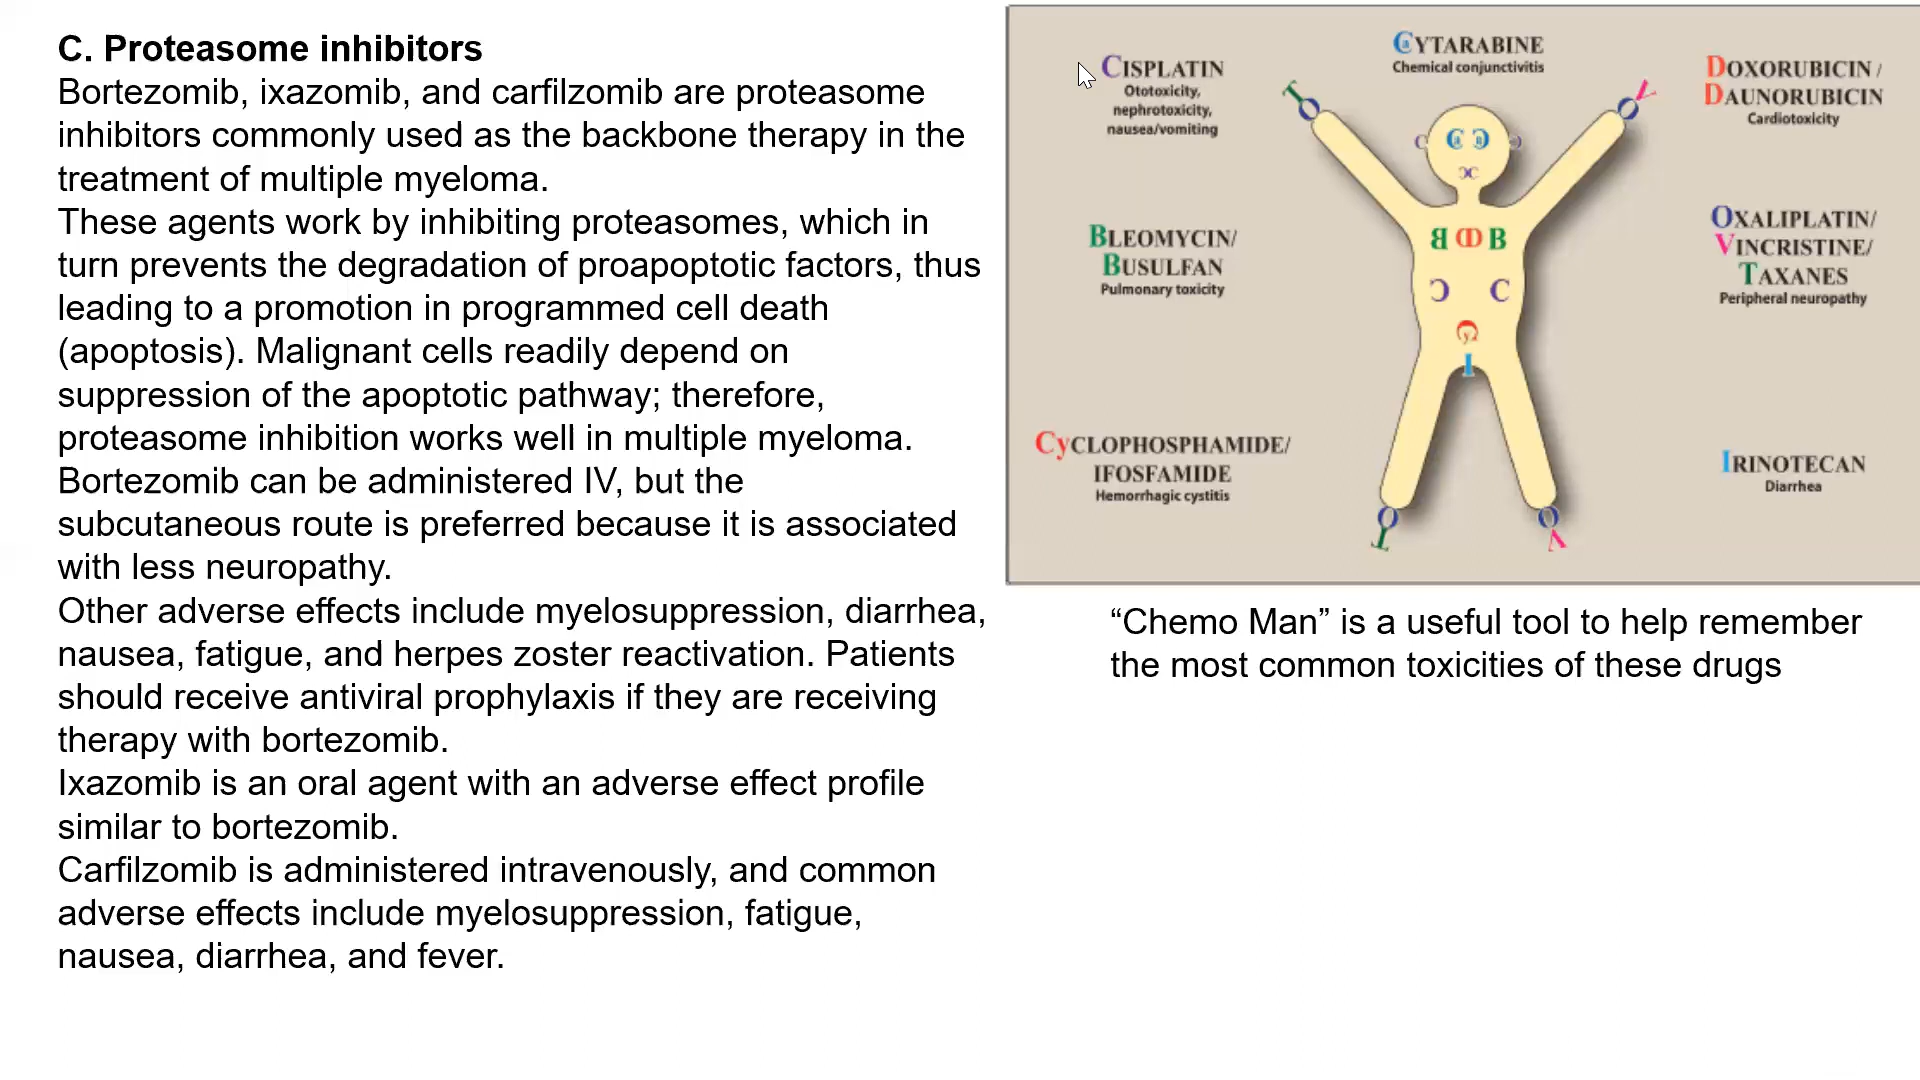 C. Proteasome inhibitors
Bortezomib, ixazomib, and carfilzomib are proteasome
inhibitors commonly used as the backbone therapy in the
treatment of multiple myeloma.
These agents work by inhibiting proteasomes, which in
turn prevents the degradation of proapoptotic factors, thus
leading to a promotion in programmed cell death
(apoptosis). Malignant cells readily depend on
suppression of the apoptotic pathway; therefore,
proteasome inhibition works well in multiple myeloma.
Bortezomib can be administered IV, but the
subcutaneous route is preferred because it is associated
with less neuropathy.
Other adverse effects include myelosuppression, diarrhea,
nausea, fatigue, and herpes zoster reactivation. Patients
should receive antiviral prophylaxis if they are receiving
therapy with bortezomib.
Ixazomib is an oral agent with an adverse effect profile
similar to bortezomib.
Carfilzomib is administered intravenously, and common
adverse effects include myelosuppression, fatigue,
nausea, diarrhea, and fever.
CISPLATIN
Ototoxicity,
nephrotoxicity,
nausea/vomiting
CYTARABINE
Chemical conjunctivitis
DOXORUBICIN/
DAUNORUBICIN
Cardiotoxicity
BLEOMYCIN/
BUSULFAN
Pulmonary toxicity
OXALIPLATIN/
VINCRISTINE/
TAXANES
Peripheral neuropathy
CyCLOPHOSPHAMIDE/
IFOSFAMIDE
Hemorrhagic cystitis
IRINOTECAN
Diarrhea
T O
O V
C C
B D D B
C C
Cy
I
O T
O V
“Chemo Man” is a useful tool to help remember
the most common toxicities of these drugs